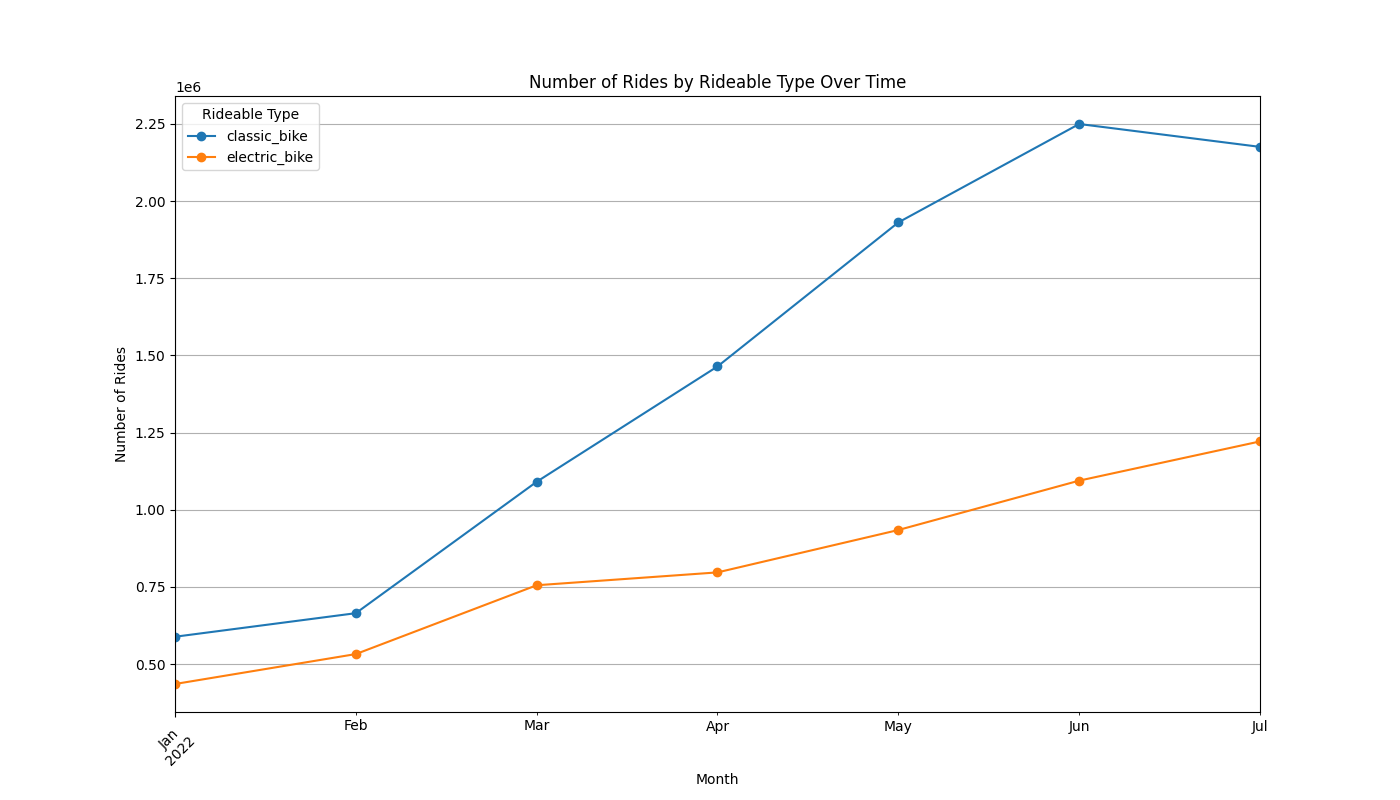 Number of Rides by Rideable Type Over Time
1e6
Rideable Type
classic_bike
electric_bike
2.25
2.00
1.75
1.50
1.25
1.00
0.75
0.50
Number of Rides
Jan
2022
Feb
Mar
Apr
May
Jun
Jul
Month